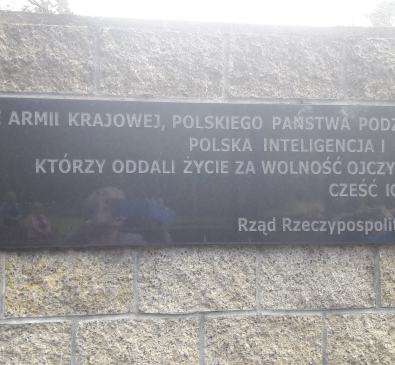 E ARMII KRAJOWEJ, POLSKIEGO PAŃSTWA PODZ
POLSKA INTELIGENCJA I
KTÓRZY ODDALI ŻYCIE ZA WOLNOŚĆ OJCZY
CZEŚĆ IC
Rząd Rzeczypospolit